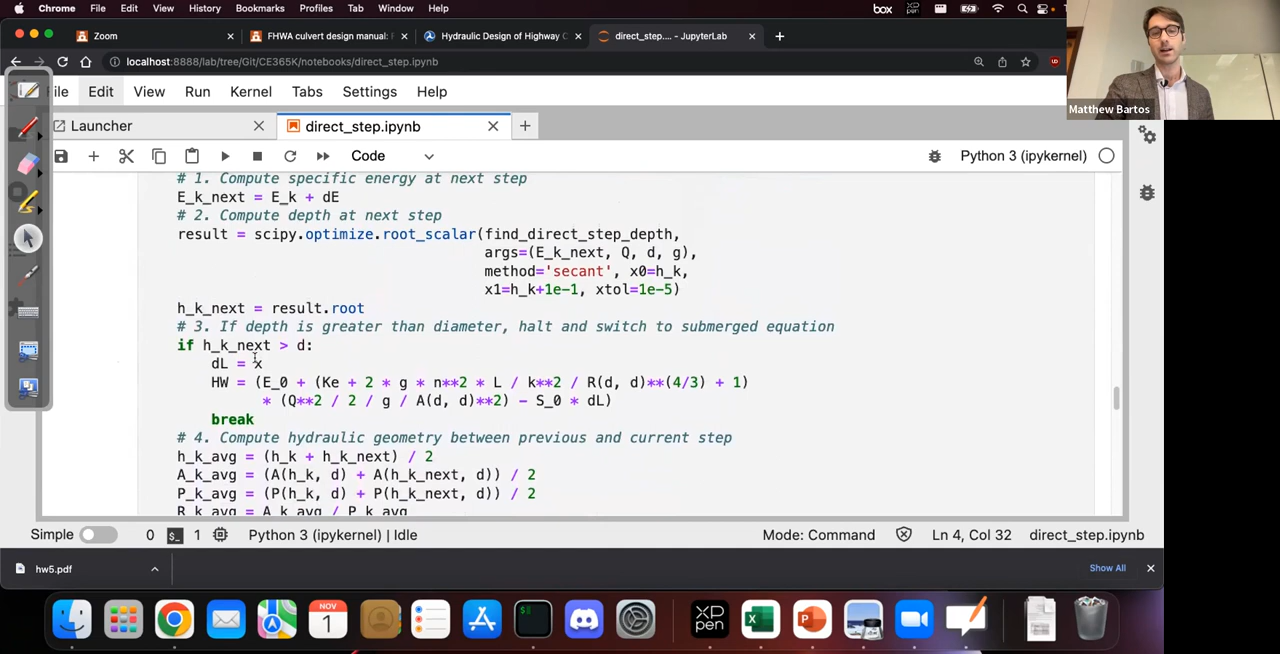 Chrome File Edit View History Bookmarks Profiles Tab Window Help
box
Zoom
FHWA culvert design manual:
Hydraulic Design of Highway C
direct_step.... - JupyterLab
localhost:8888/lab/tree/Git/CE365K/notebooks/direct_step.ipynb
Matthew Bartos
File Edit View Run Kernel Tabs Settings Help
Launcher
direct_step.ipynb
Code
Python 3 (ipykernel)
# 1. Compute specific energy at next step
E_k_next = E_k + dE
# 2. Compute depth at next step
result = scipy.optimize.root_scalar(find_direct_step_depth,
args=(E_k_next, Q, d, g),
method='secant', x0=h_k,
x1=h_k+1e-1, xtol=1e-5)
h_k_next = result.root
# 3. If depth is greater than diameter, halt and switch to submerged equation
if h_k_next > d:
dL = x
HW = (E_0 + (Ke + 2 * g * n**2 * L / k**2 / R(d, d)**(4/3) + 1)
* (Q**2 / 2 / g / A(d, d)**2) - S_0 * dL)
break
# 4. Compute hydraulic geometry between previous and current step
h_k_avg = (h_k + h_k_next) / 2
A_k_avg = (A(h_k, d) + A(h_k_next, d)) / 2
P_k_avg = (P(h_k, d) + P(h_k_next, d)) / 2
R_k_avg = A_k_avg / P_k_avg
Simple 0 1 Python 3 (ipykernel) | Idle
Mode: Command
Ln 4, Col 32 direct_step.ipynb
hw5.pdf
Show All
NOV
1
XP
PEN